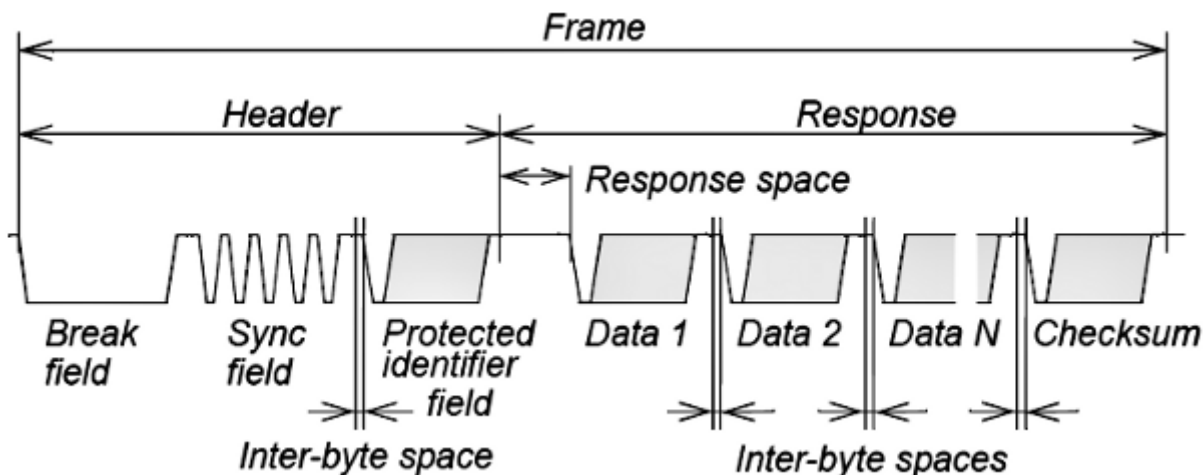 Frame
Header
Response
Response space
Break
field
Sync
field
Protected
identifier
field
Data 1
Data 2
Data N
Checksum
Inter-byte space
Inter-byte spaces